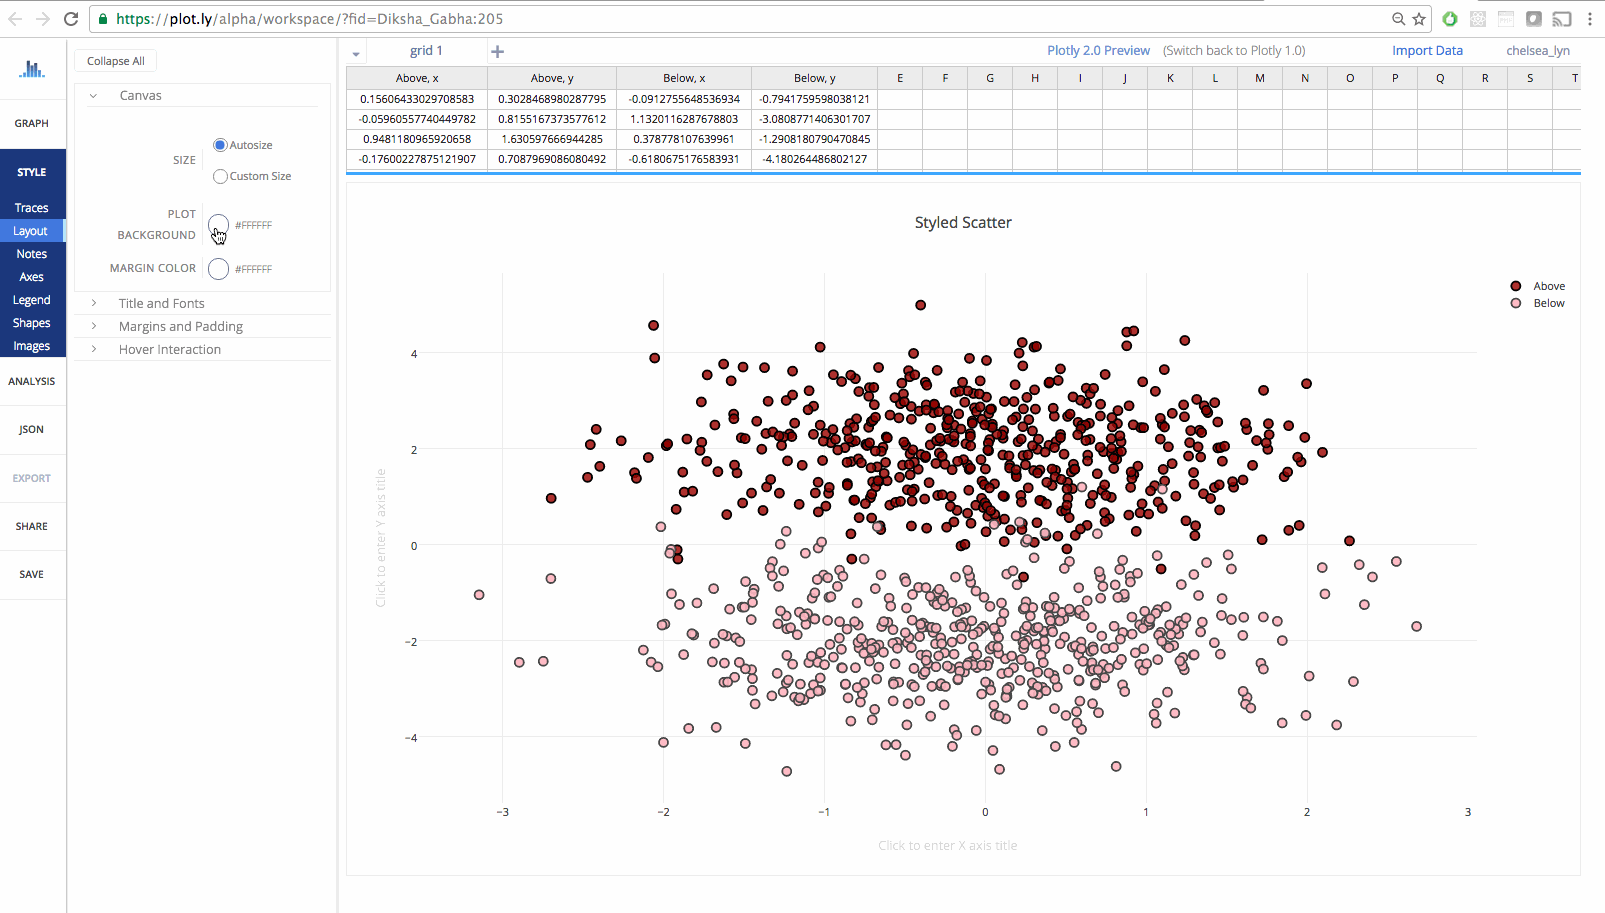 https://plot.ly/alpha/workspace/?fid=Diksha_Gabha:205
Collapse All
grid 1
Plotly 2.0 Preview (Switch back to Plotly 1.0) Import Data chelsea_lyn
Above, x Above, y Below, x Below, y E F G H I J K L M N O P Q R S T
0.15606433029708583 0.3028468980287795 -0.0912755648536934 -0.7941759598038121
-0.05960557740449782 0.8155167373577612 1.1320116287678803 -3.0808771406301707
0.9481180965920658 1.630597666944285 0.378778107639961 -1.2908180790470845
-0.17600227875121907 0.7087969086080492 -0.6180675176583931 -4.180264486802127
GRAPH
STYLE
Traces
Layout
Notes
Axes
Legend
Shapes
Images
ANALYSIS
JSON
EXPORT
SHARE
SAVE
Canvas
SIZE
Autosize
Custom Size
PLOT
BACKGROUND
#FFFFFF
MARGIN COLOR
#FFFFFF
Title and Fonts
Margins and Padding
Hover Interaction
Styled Scatter
Above
Below
4
2
0
−2
−4
Click to enter Y axis title
−3 −2 −1 0 1 2 3
Click to enter X axis title